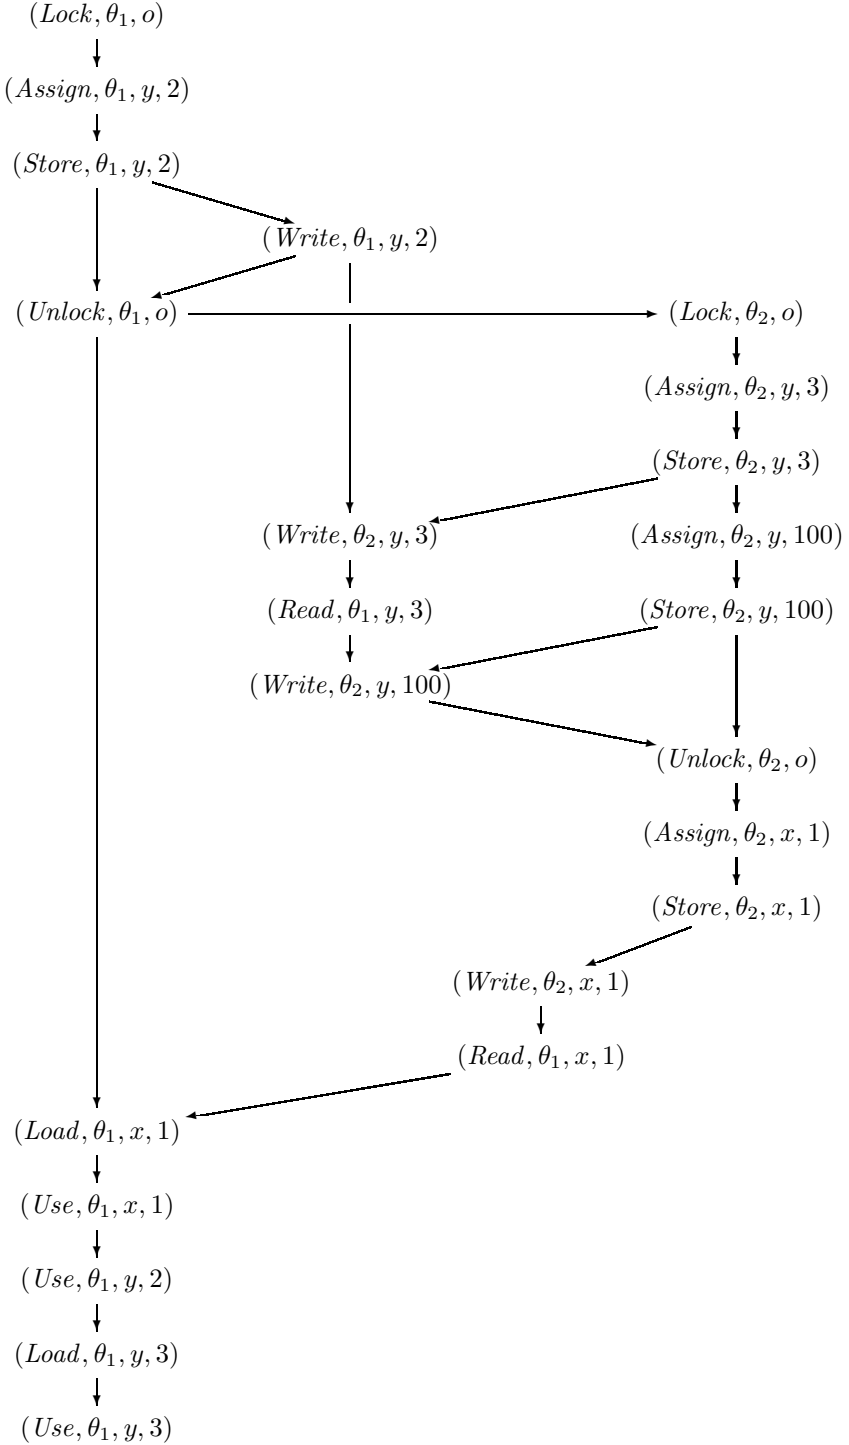 (Lock, θ₁, o)
(Assign, θ₁, y, 2)
(Store, θ₁, y, 2)
(Write, θ₁, y, 2)
(Unlock, θ₁, o)
(Lock, θ₂, o)
(Assign, θ₂, y, 3)
(Store, θ₂, y, 3)
(Write, θ₂, y, 3)
(Assign, θ₂, y, 100)
(Read, θ₁, y, 3)
(Store, θ₂, y, 100)
(Write, θ₂, y, 100)
(Unlock, θ₂, o)
(Assign, θ₂, x, 1)
(Store, θ₂, x, 1)
(Write, θ₂, x, 1)
(Read, θ₁, x, 1)
(Load, θ₁, x, 1)
(Use, θ₁, x, 1)
(Use, θ₁, y, 2)
(Load, θ₁, y, 3)
(Use, θ₁, y, 3)